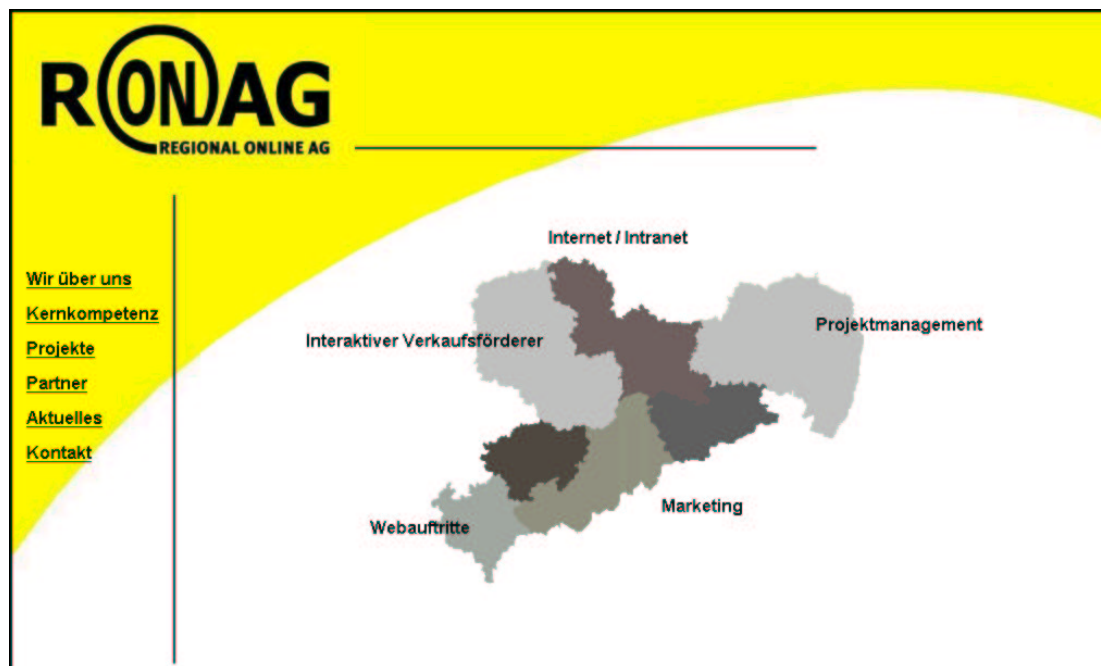 RONAG
REGIONAL ONLINE AG
Internet / Intranet
Wir über uns
Kernkompetenz
Projektmanagement
Interaktiver Verkaufsförderer
Projekte
Partner
Aktuelles
Kontakt
Marketing
Webauftritte